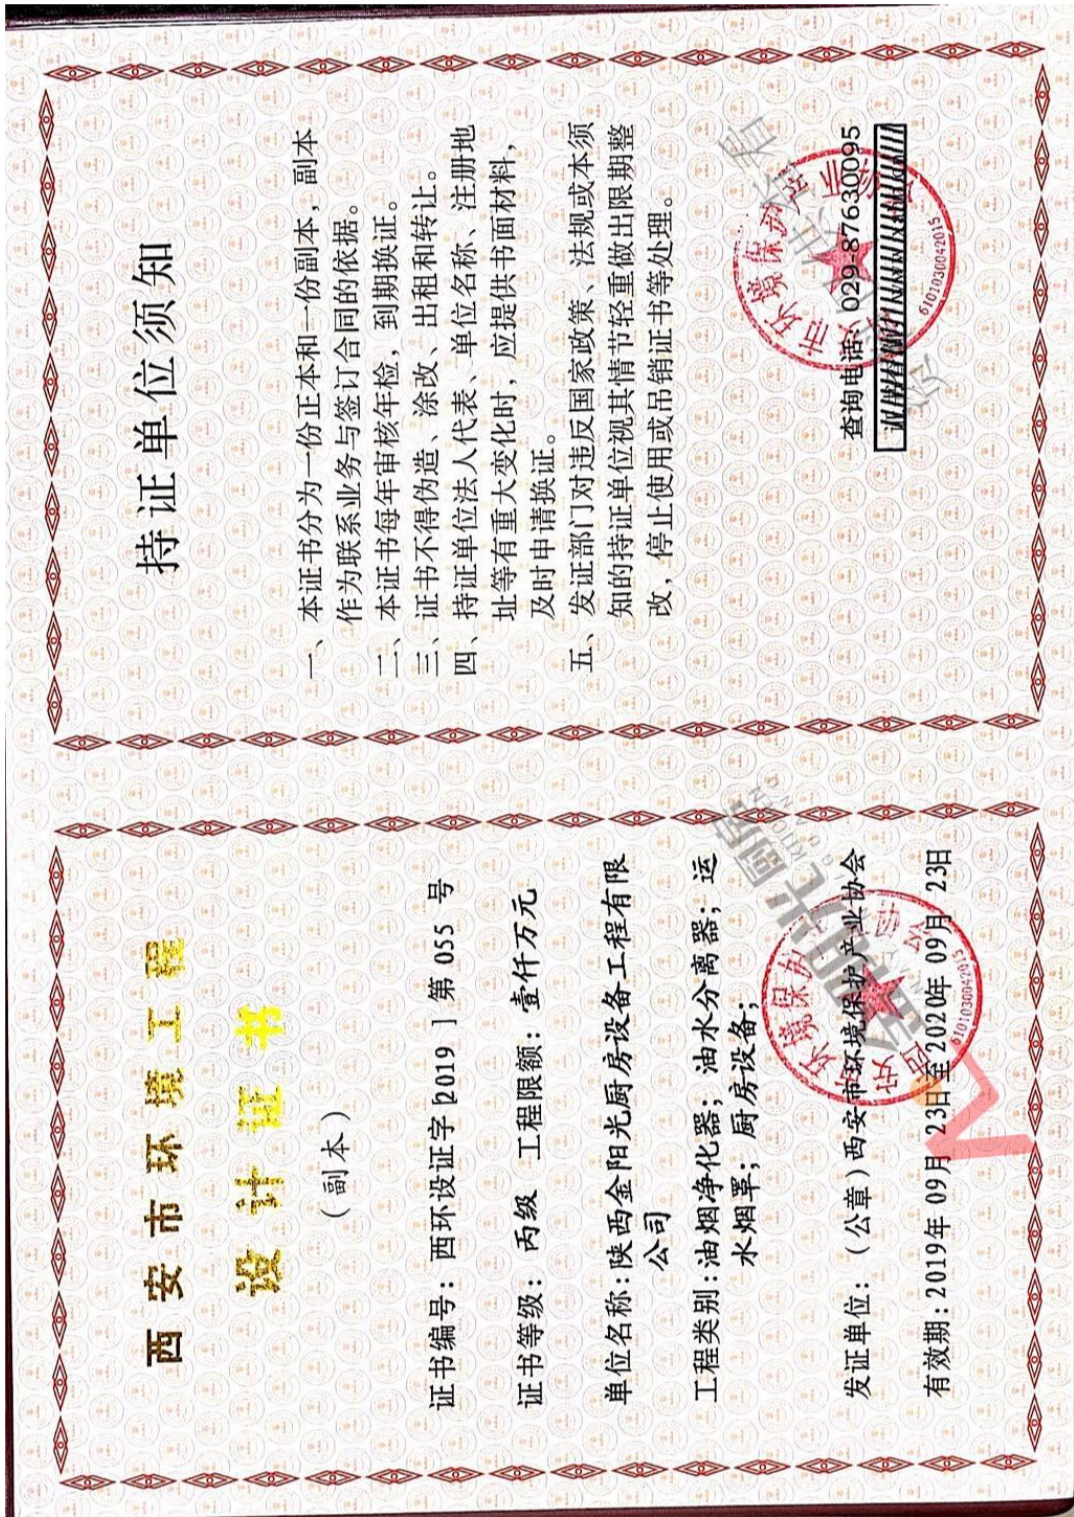 西安市环境工程
设计证书
（副本）
证书编号：西环设证字[2019]第055号
证书等级：丙级 工程限额：壹仟万元
单位名称：陕西金阳光厨房设备工程有限
公司
工程类别：油烟净化器；油水分离器；运
水烟罩；厨房设备；
发证单位：（公章）西安市环境保护产业协会
有效期：2019年09月23日至2020年09月23日
6101030042015
持证单位须知
一、本证书分为一份正本和一份副本，副本
作为联系业务与签订合同的依据。
二、本证书每年审核年检，到期换证。
三、证书不得伪造、涂改、出租和转让。
四、持证单位法人代表、单位名称、注册地
址等有重大变化时，应提供书面材料，
及时申请换证。
五、发证部门对违反国家政策、法规或本须
知的持证单位视其情节轻重做出限期整
改，停止使用或吊销证书等处理。
查询电话：029-87630095
6101030042015